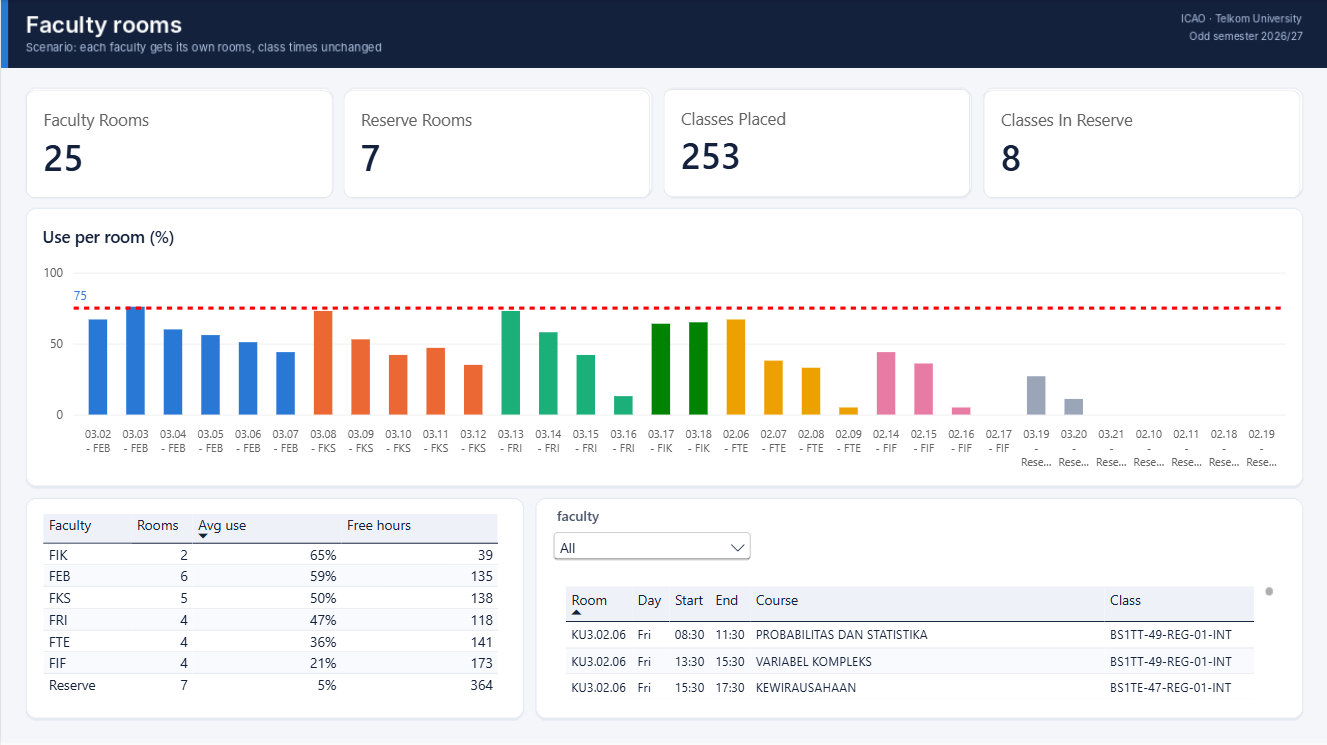 Faculty rooms
Scenario: each faculty gets its own rooms, class times unchanged
ICAO · Telkom University
Odd semester 2026/27
Faculty Rooms
25
Reserve Rooms
7
Classes Placed
253
Classes In Reserve
8
Use per room (%)
100
75
50
0
03.02 - FEB
03.03 - FEB
03.04 - FEB
03.05 - FEB
03.06 - FEB
03.07 - FEB
03.08 - FKS
03.09 - FKS
03.10 - FKS
03.11 - FKS
03.12 - FKS
03.13 - FRI
03.14 - FRI
03.15 - FRI
03.16 - FRI
03.17 - FIK
03.18 - FIK
02.06 - FTE
02.07 - FTE
02.08 - FTE
02.09 - FTE
02.14 - FIF
02.15 - FIF
02.16 - FIF
02.17 - FIF
03.19 - Rese...
03.20 - Rese...
03.21 - Rese...
02.10 - Rese...
02.11 - Rese...
02.18 - Rese...
02.19 - Rese...
Faculty Rooms Avg use Free hours
FIK 2 65% 39
FEB 6 59% 135
FKS 5 50% 138
FRI 4 47% 118
FTE 4 36% 141
FIF 4 21% 173
Reserve 7 5% 364
faculty
All
Room Day Start End Course Class
KU3.02.06 Fri 08:30 11:30 PROBABILITAS DAN STATISTIKA BS1TT-49-REG-01-INT
KU3.02.06 Fri 13:30 15:30 VARIABEL KOMPLEKS BS1TT-49-REG-01-INT
KU3.02.06 Fri 15:30 17:30 KEWIRAUSAHAAN BS1TE-47-REG-01-INT